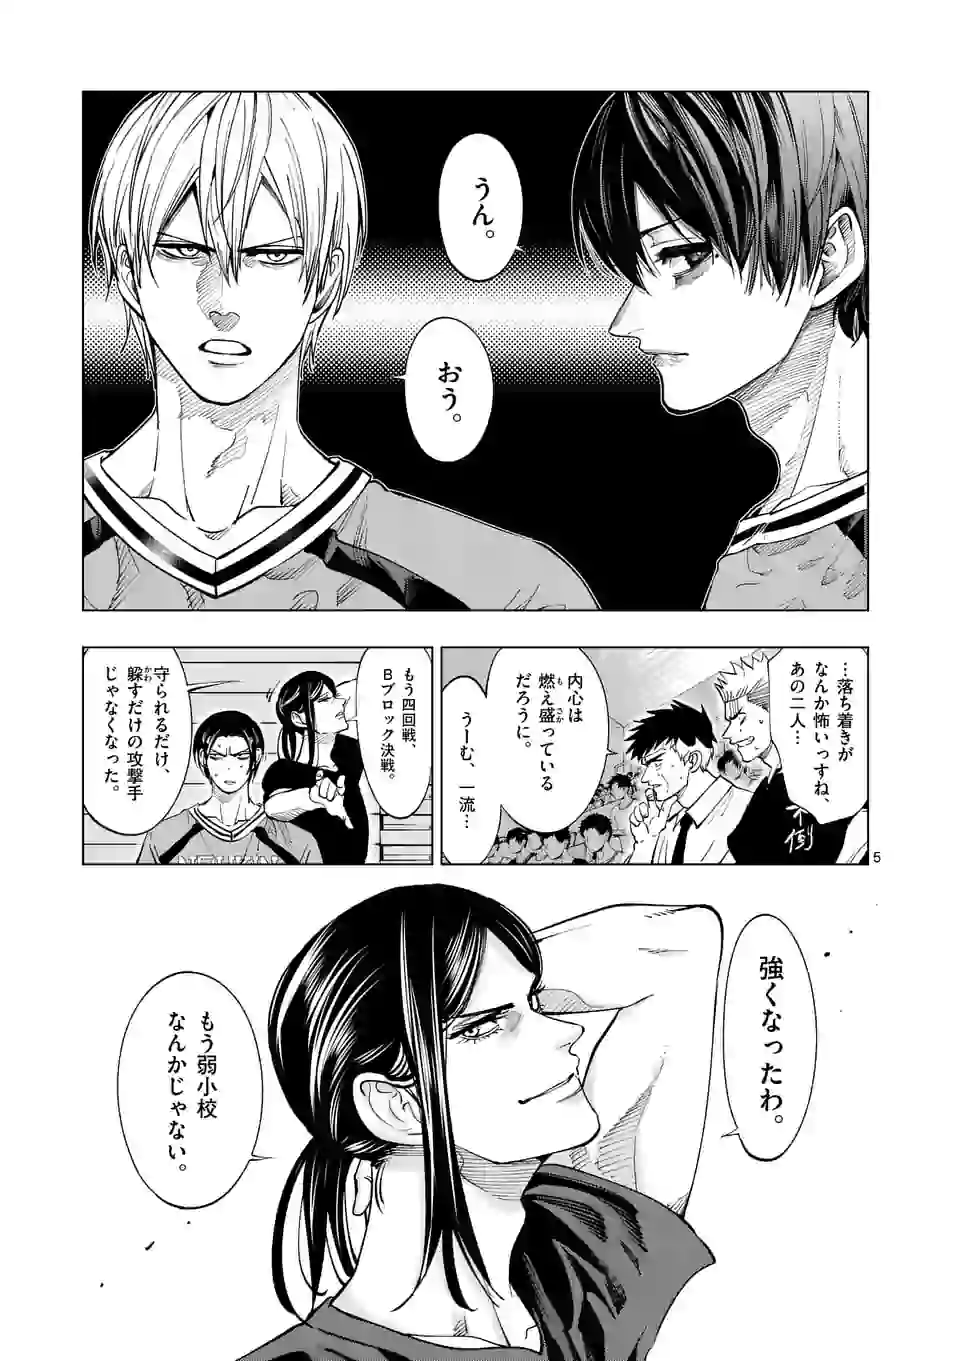 うん。
おう。
…落ち着きが
なんか怖いっすね、
あの二人…
不倒
内心は
燃え盛っている
だろうに。
うーむ、一流…
もう四回戦、
Bブロック決戦。
守られるだけ、
躱すだけの攻撃手
じゃなくなった。
5
強くなったわ。
もう弱小校
なんかじゃない。